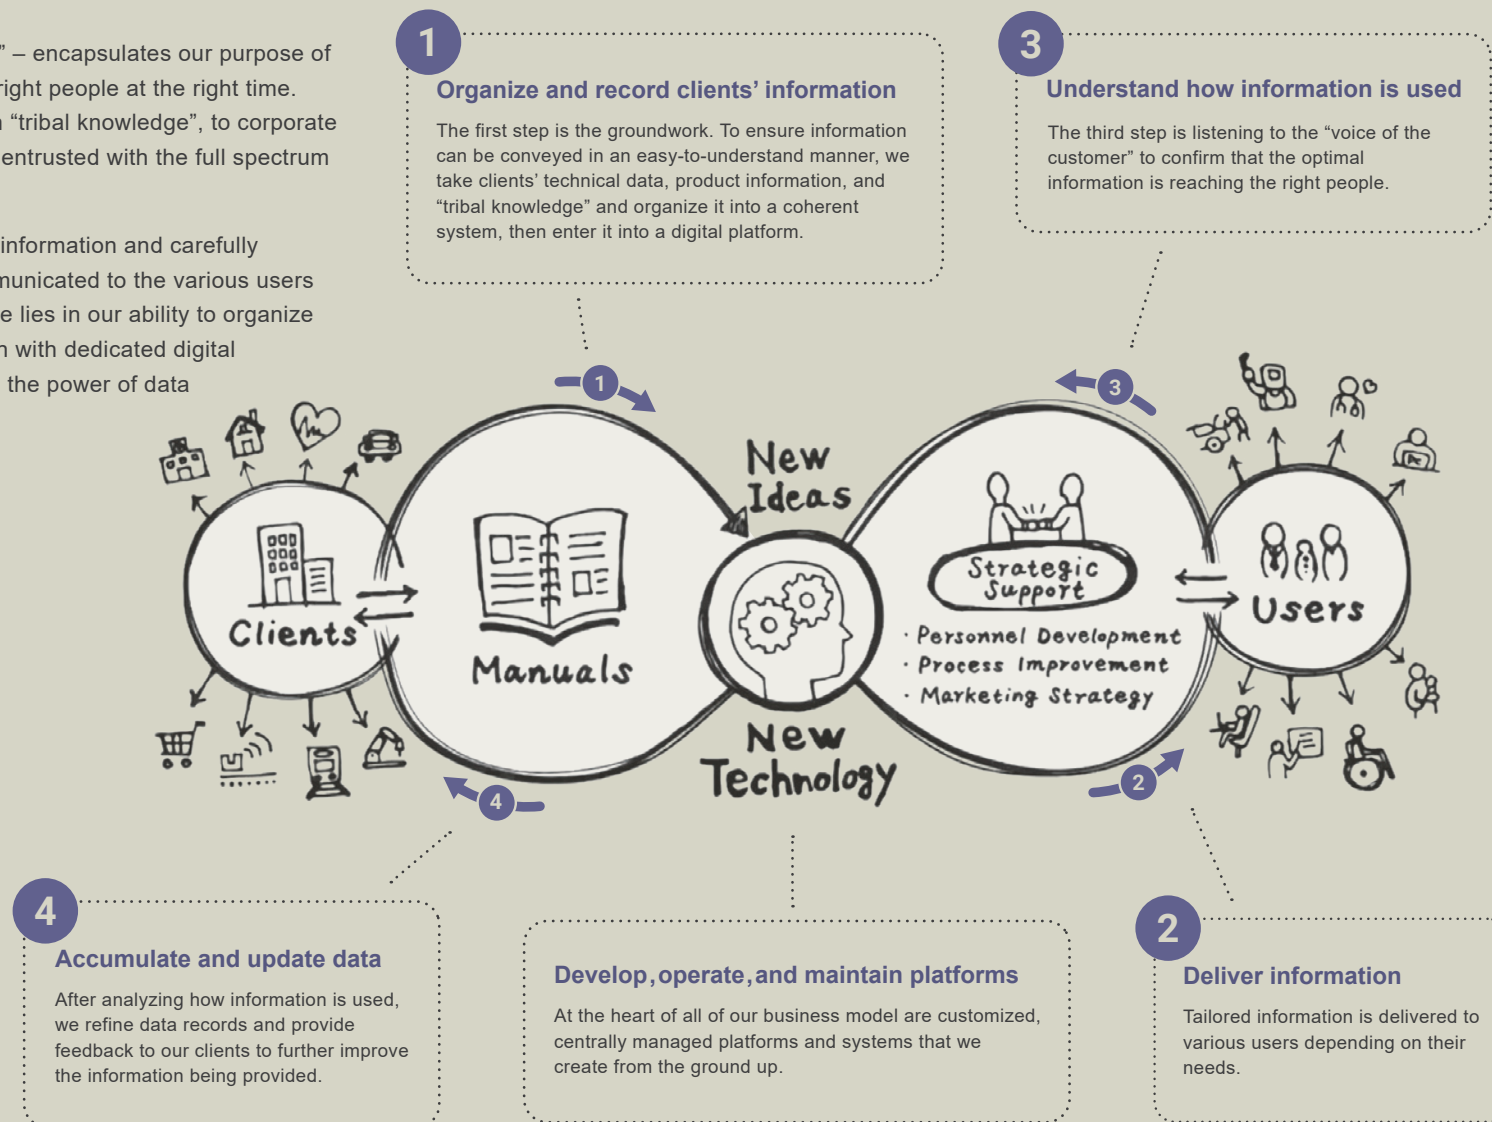 ” – encapsulates our purpose of
right people at the right time.
“tribal knowledge”, to corporate
entrusted with the full spectrum
information and carefully
municated to the various users
e lies in our ability to organize
n with dedicated digital
the power of data
1
Organize and record clients’ information
The first step is the groundwork. To ensure information
can be conveyed in an easy-to-understand manner, we
take clients’ technical data, product information, and
“tribal knowledge” and organize it into a coherent
system, then enter it into a digital platform.
3
Understand how information is used
The third step is listening to the “voice of the
customer” to confirm that the optimal
information is reaching the right people.
1
3
New
Ideas
Clients
Manuals
Strategic
Support
· Personnel Development
· Process Improvement
· Marketing Strategy
Users
New
Technology
4
2
4
Accumulate and update data
After analyzing how information is used,
we refine data records and provide
feedback to our clients to further improve
the information being provided.
Develop, operate, and maintain platforms
At the heart of all of our business model are customized,
centrally managed platforms and systems that we
create from the ground up.
2
Deliver information
Tailored information is delivered to
various users depending on their
needs.